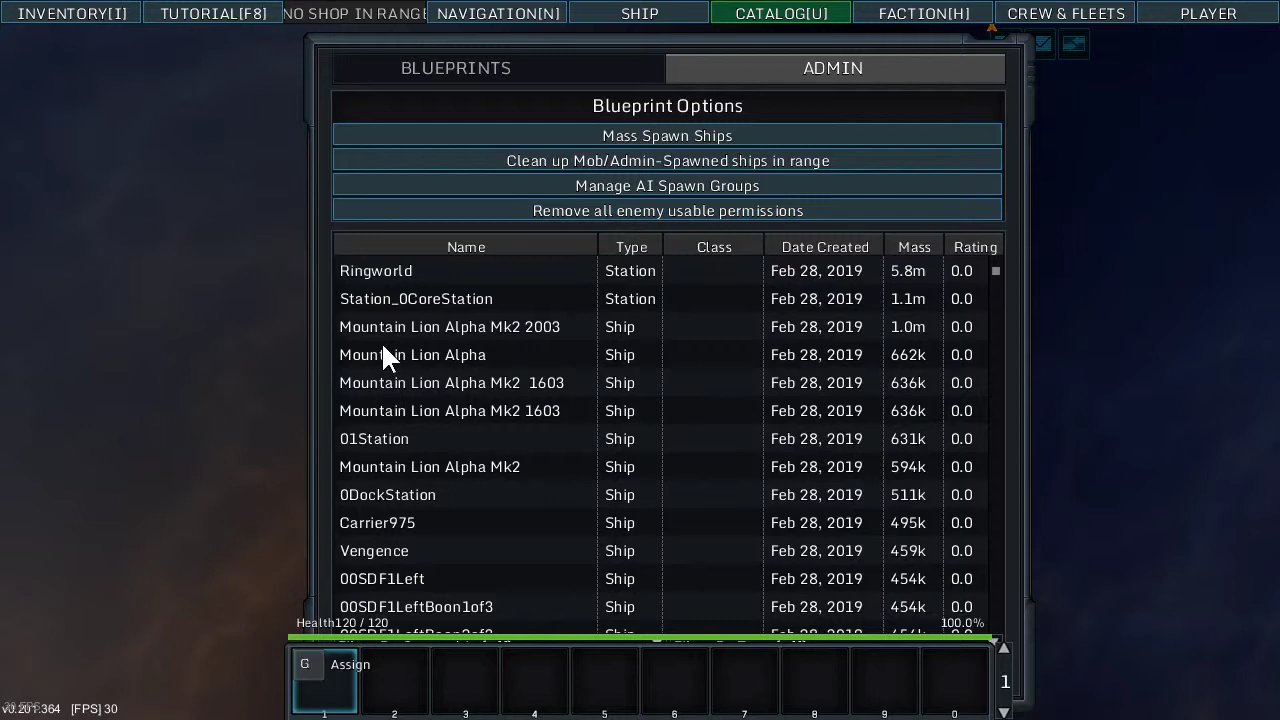 INVENTORY[I] TUTORIAL[F8] NO SHOP IN RANGE NAVIGATION[N] SHIP CATALOG[U] FACTION[H] CREW & FLEETS PLAYER
BLUEPRINTS ADMIN
Blueprint Options
Mass Spawn Ships
Clean up Mob/Admin-Spawned ships in range
Manage AI Spawn Groups
Remove all enemy usable permissions
Name Type Class Date Created Mass Rating
Ringworld Station Feb 28, 2019 5.8m 0.0
Station_0CoreStation Station Feb 28, 2019 1.1m 0.0
Mountain Lion Alpha Mk2 2003 Ship Feb 28, 2019 1.0m 0.0
Mountain Lion Alpha Ship Feb 28, 2019 662k 0.0
Mountain Lion Alpha Mk2  1603 Ship Feb 28, 2019 636k 0.0
Mountain Lion Alpha Mk2 1603 Ship Feb 28, 2019 636k 0.0
01Station Ship Feb 28, 2019 631k 0.0
Mountain Lion Alpha Mk2 Ship Feb 28, 2019 594k 0.0
0DockStation Ship Feb 28, 2019 511k 0.0
Carrier975 Ship Feb 28, 2019 495k 0.0
Vengence Ship Feb 28, 2019 459k 0.0
00SDF1Left Ship Feb 28, 2019 454k 0.0
00SDF1LeftBoon1of3 Ship Feb 28, 2019 454k 0.0
Health120 / 120 100.0%
G Assign 1
1 2 3 4 5 6 7 8 9 0
v0.201.364 [FPS] 30